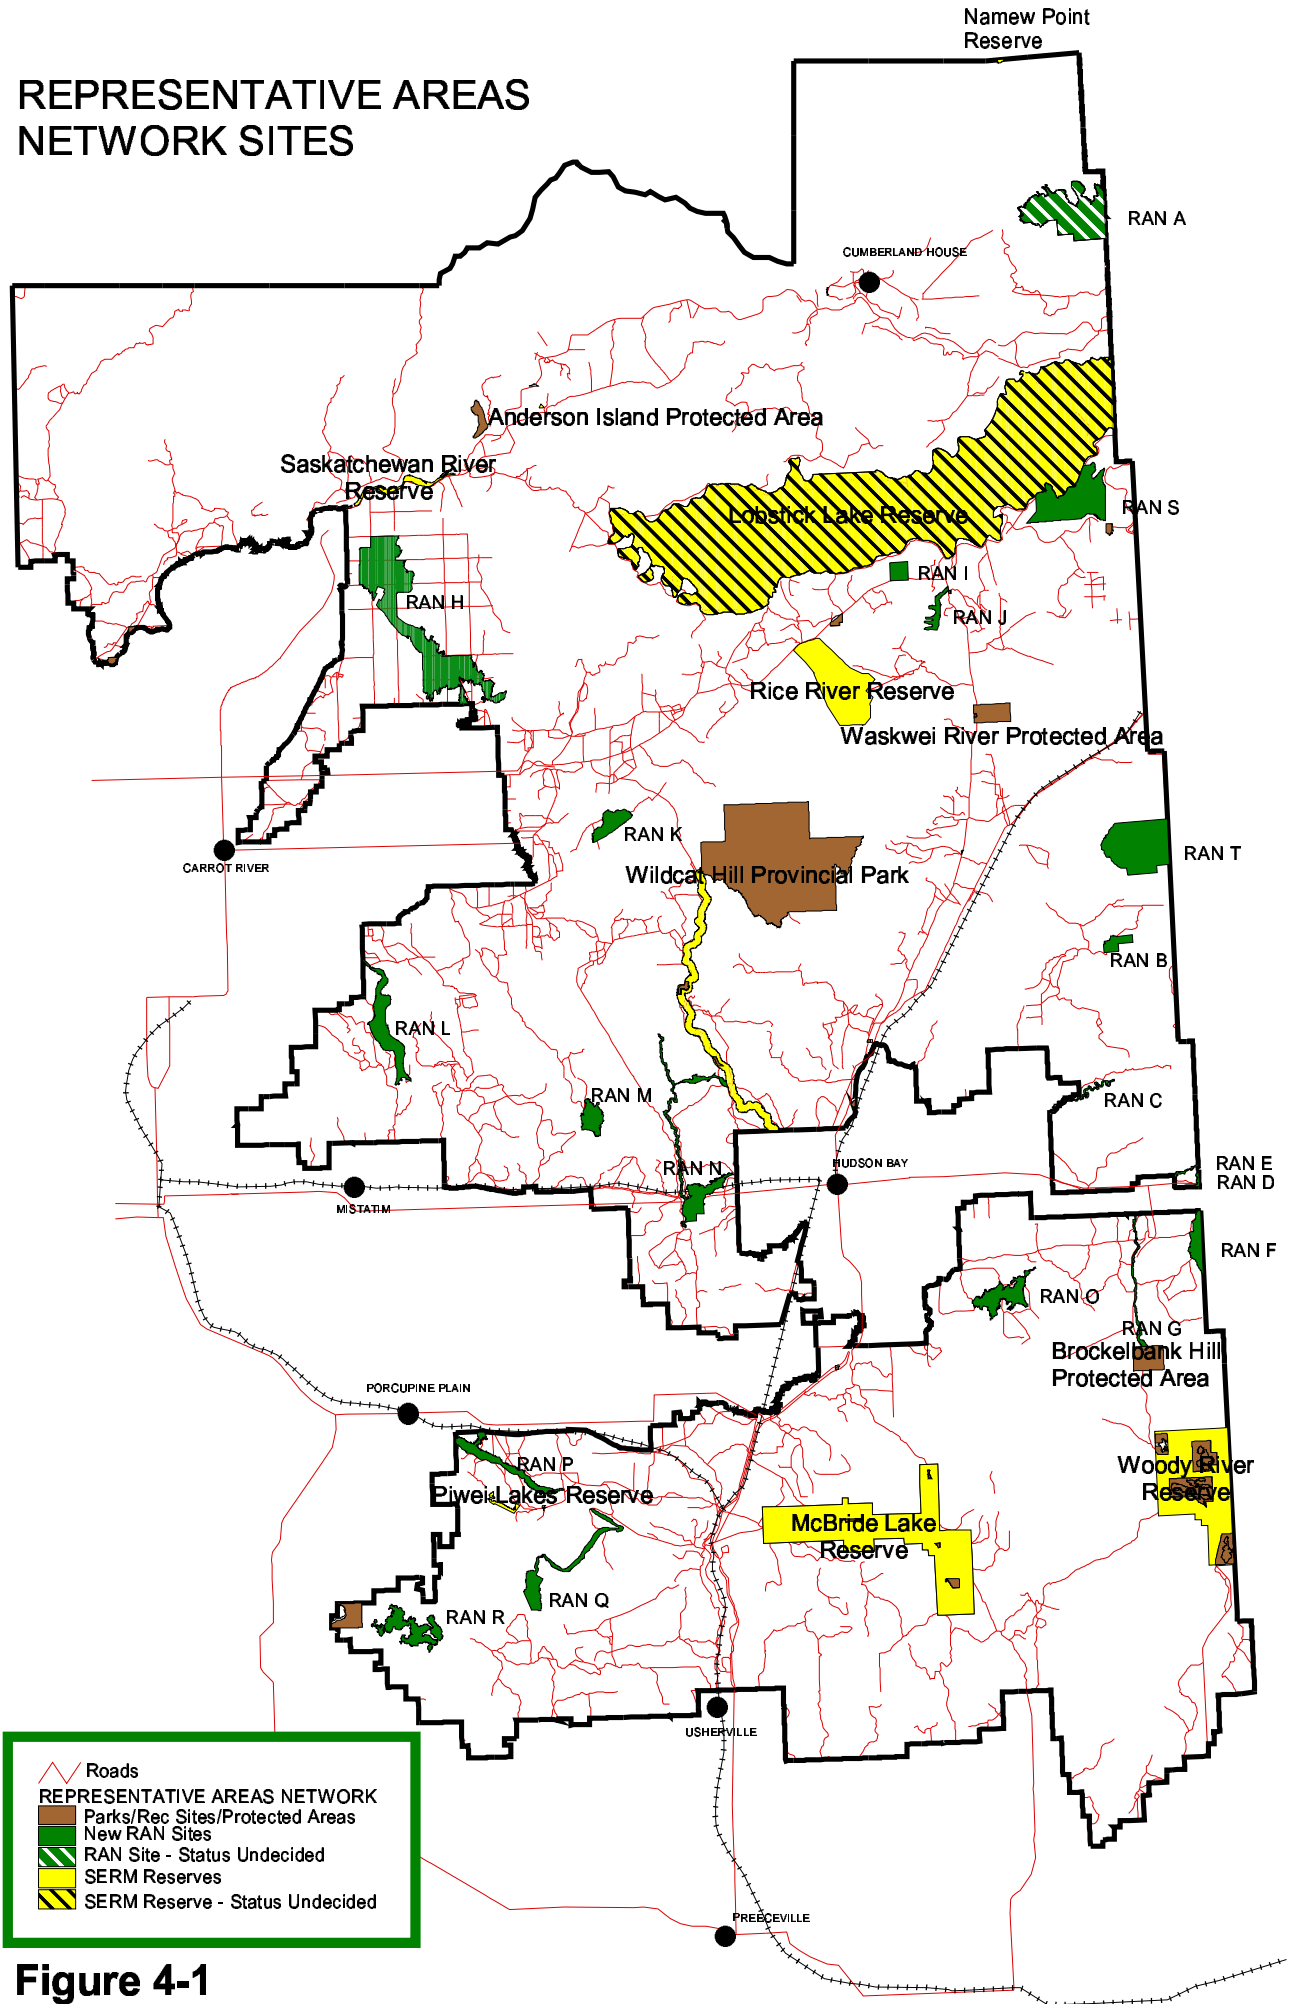 Namew Point
Reserve
REPRESENTATIVE AREAS
NETWORK SITES
RAN A
CUMBERLAND HOUSE
Anderson Island Protected Area
Saskatchewan River
Reserve
Lobstick Lake Reserve
RAN S
RAN I
RAN H
RAN J
Rice River Reserve
Waskwei River Protected Area
RAN K
RAN T
CARROT RIVER
Wildcat Hill Provincial Park
RAN B
RAN L
RAN M
RAN C
RAN N
HUDSON BAY
RAN E
RAN D
MISTATIM
RAN F
RAN O
RAN G
Brockelbank Hill
Protected Area
PORCUPINE PLAIN
RAN P
Woody River
Reserve
Piwei Lakes Reserve
McBride Lake
Reserve
RAN Q
RAN R
USHERVILLE
Roads
REPRESENTATIVE AREAS NETWORK
Parks/Rec Sites/Protected Areas
New RAN Sites
RAN Site - Status Undecided
SERM Reserves
SERM Reserve - Status Undecided
PREECEVILLE
Figure 4-1